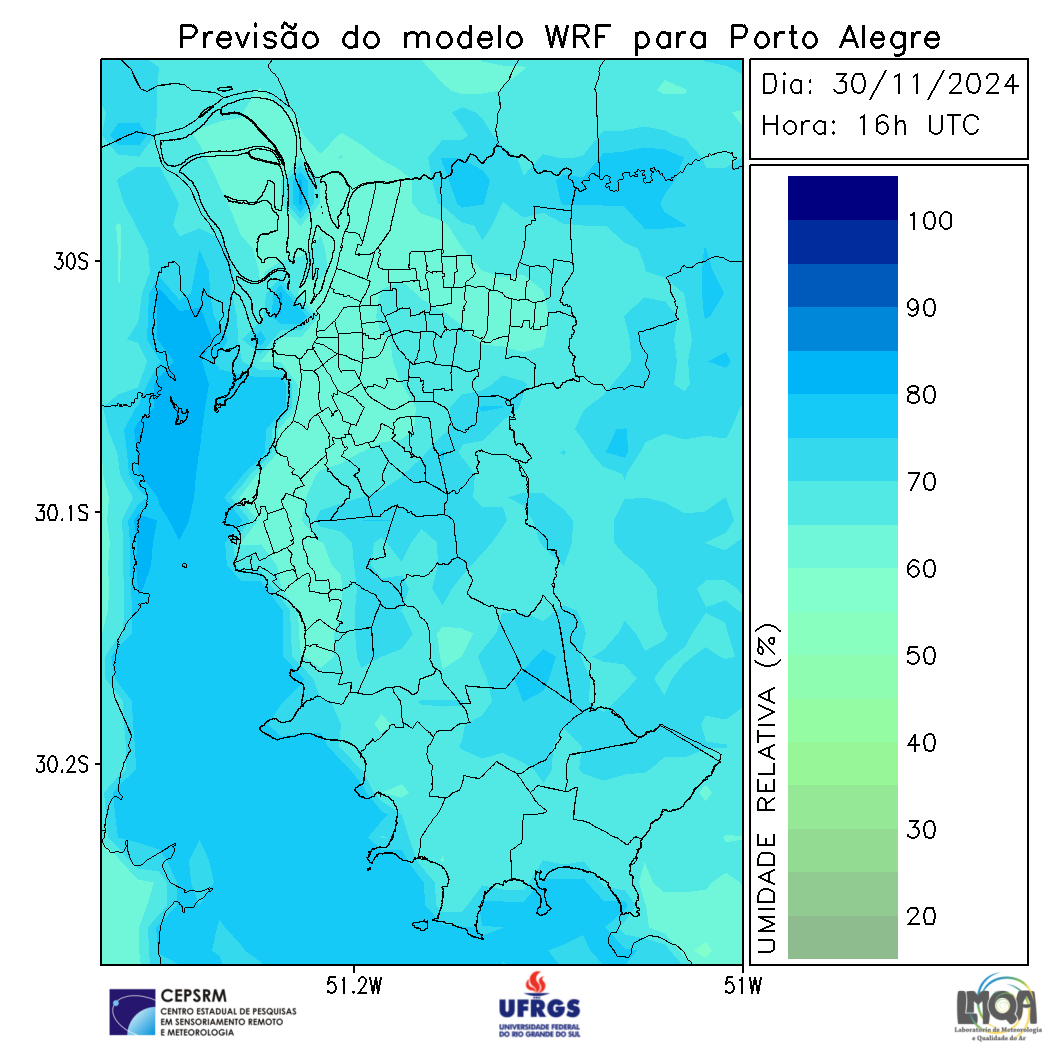 Previsão do modelo WRF para Porto Alegre
Dia: 30/11/2024
Hora: 16h UTC
30S
30.1S
30.2S
51.2W
51W
UMIDADE RELATIVA (%)
100
90
80
70
60
50
40
30
20
CEPSRM
CENTRO ESTADUAL DE PESQUISAS
EM SENSORIAMENTO REMOTO
E METEOROLOGIA
UFRGS
UNIVERSIDADE FEDERAL
DO RIO GRANDE DO SUL
LMQA
Laboratório de Meteorologia
e Qualidade do Ar